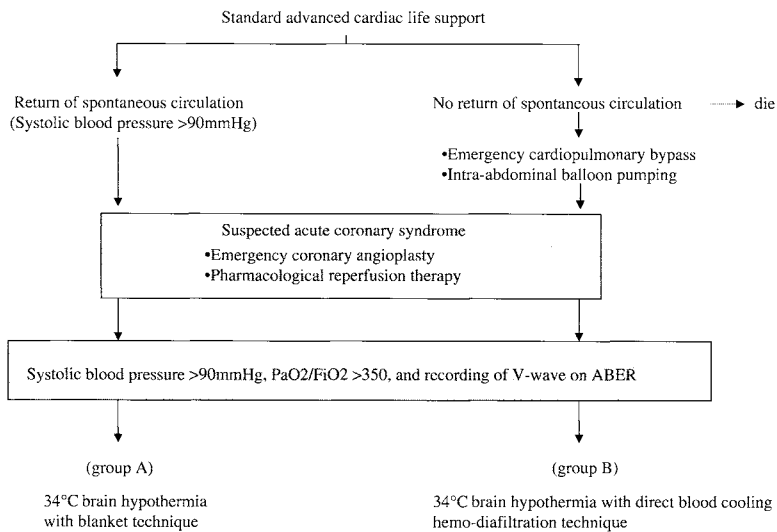 Standard advanced cardiac life support
Return of spontaneous circulation
(Systolic blood pressure >90mmHg)
No return of spontaneous circulation
die
•Emergency cardiopulmonary bypass
•Intra-abdominal balloon pumping
Suspected acute coronary syndrome
•Emergency coronary angioplasty
•Pharmacological reperfusion therapy
Systolic blood pressure >90mmHg, PaO2/FiO2 >350, and recording of V-wave on ABER
(group A)
34°C brain hypothermia
with blanket technique
(group B)
34°C brain hypothermia with direct blood cooling
hemo-diafiltration technique